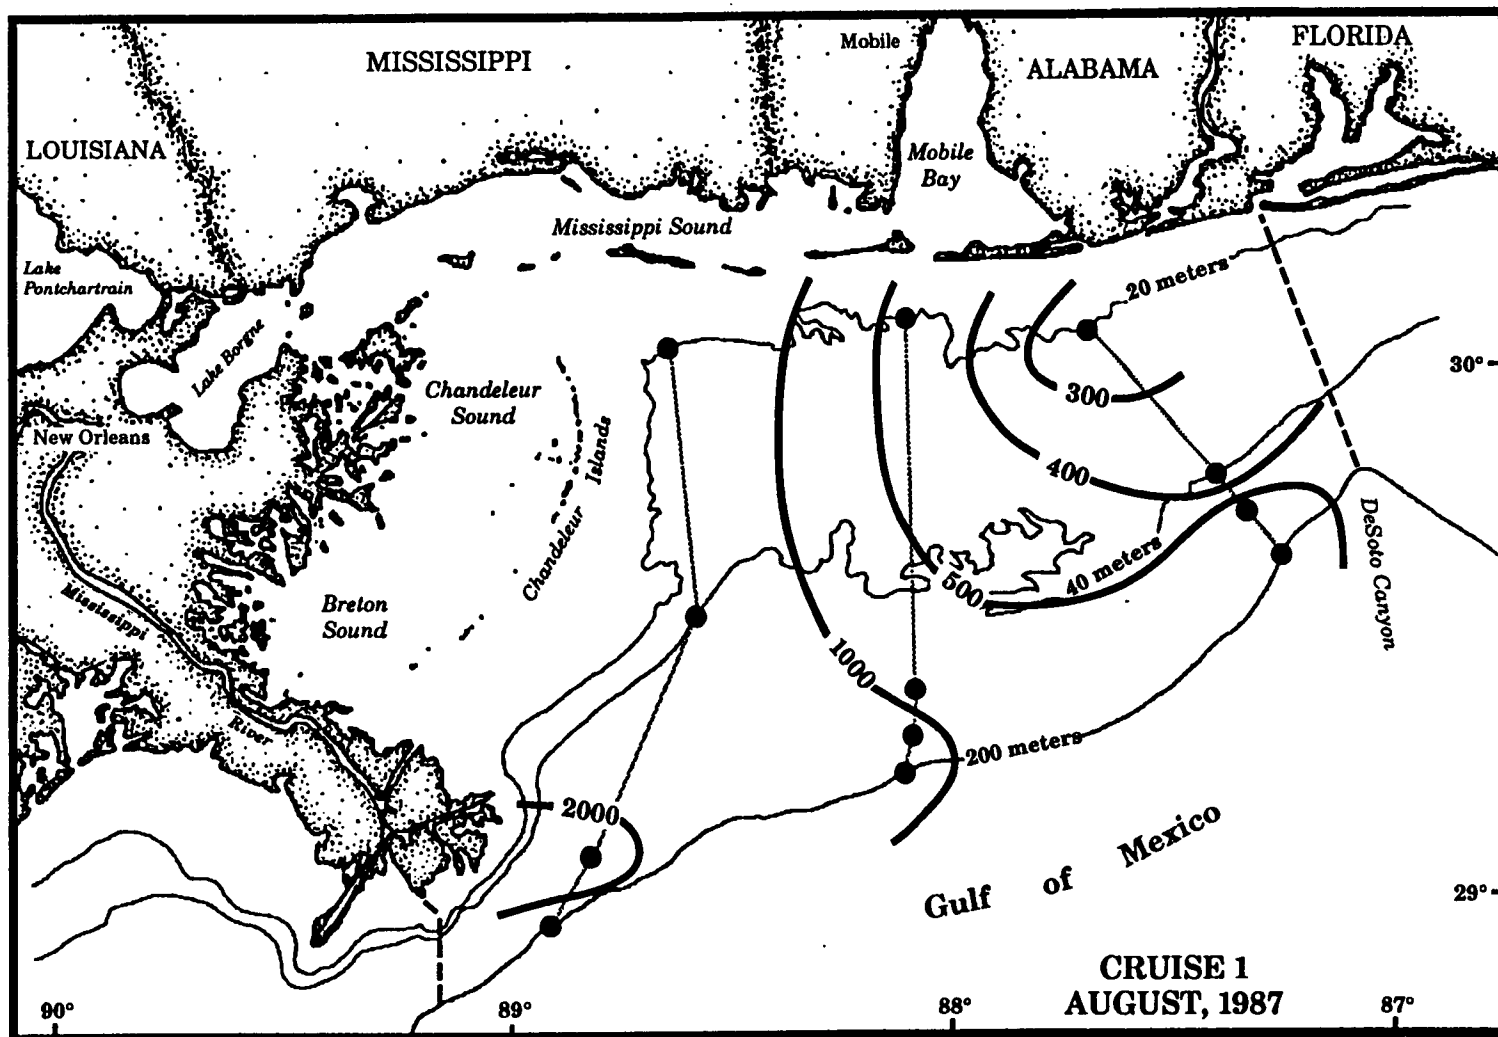 Mobile
FLORIDA
MISSISSIPPI
ALABAMA
LOUISIANA
Mobile
Bay
Mississippi Sound
Lake
Pontchartrain
20 meters
Lake Borgne
30°
Chandeleur
Sound
300
New Orleans
Islands
400
DeSoto Canyon
Chandeleur
40 meters
500
Mississippi
Breton
Sound
1000
River
200 meters
2000
Gulf of Mexico
29°
CRUISE 1
AUGUST, 1987
90°
89°
88°
87°